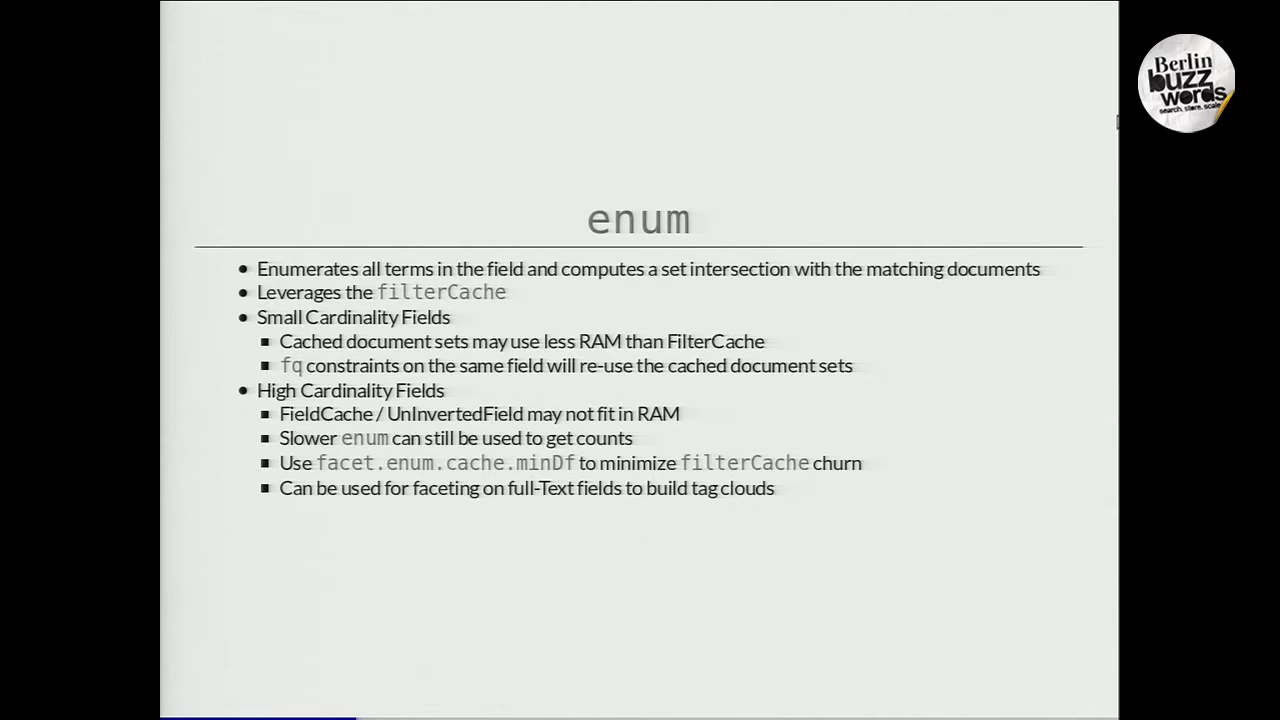 Berlin
buzz
words
search. store. scale
enum
Enumerates all terms in the field and computes a set intersection with the matching documents
Leverages the filterCache
Small Cardinality Fields
Cached document sets may use less RAM than FilterCache
fq constraints on the same field will re-use the cached document sets
High Cardinality Fields
FieldCache / UnInvertedField may not fit in RAM
Slower enum can still be used to get counts
Use facet.enum.cache.minDf to minimize filterCache churn
Can be used for faceting on full-Text fields to build tag clouds